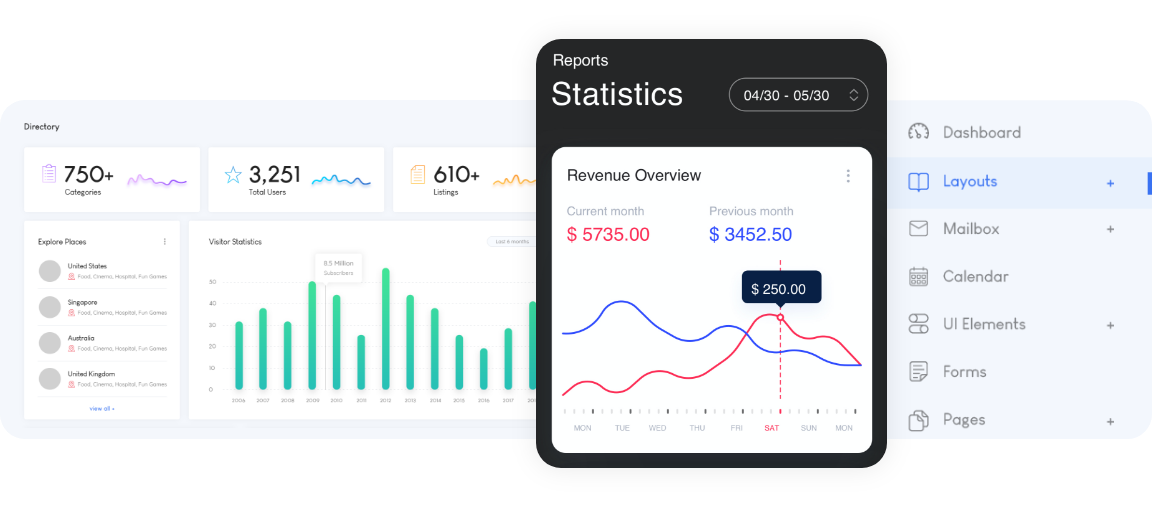 Directory
750+
Categories
3,251
Total Users
610+
Listings
Explore Places
United States
Food, Cinema, Hospital, Fun Games
Singapore
Food, Cinema, Hospital, Fun Games
Australia
Food, Cinema, Hospital, Fun Games
United Kingdom
Food, Cinema, Hospital, Fun Games
view all +
Visitor Statistics
Last 6 months
8.5 Million
Subscribers
50
40
30
20
10
0
2006 2007 2008 2009 2010 2011 2012 2013 2014 2015 2016 2017
Reports
Statistics
04/30 - 05/30
Revenue Overview
Current month
$ 5735.00
Previous month
$ 3452.50
$ 250.00
MON TUE WED THU FRI SAT SUN MON
Dashboard
Layouts +
Mailbox +
Calendar
UI Elements +
Forms
Pages +